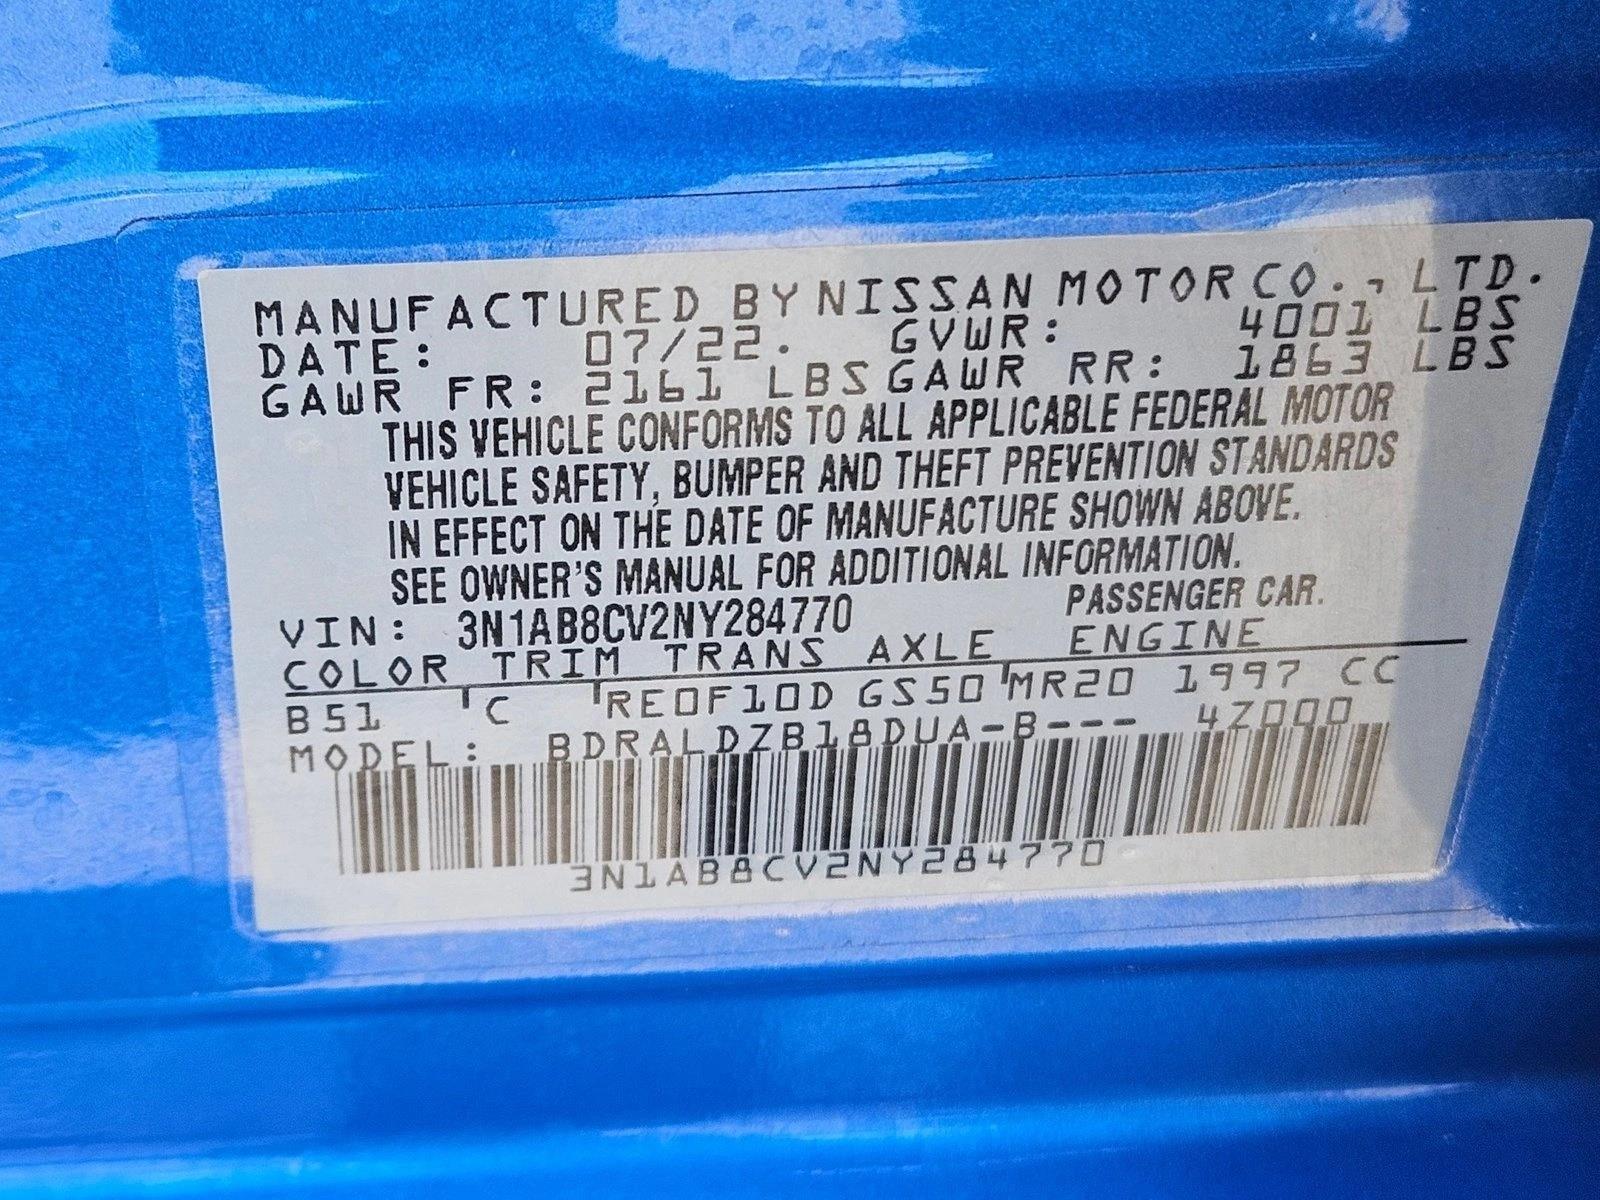 MANUFACTURED BY NISSAN MOTOR CO., LTD.
DATE: 07/22. GVWR: 4001 LBS
GAWR FR: 2161 LBS GAWR RR: 1863 LBS
THIS VEHICLE CONFORMS TO ALL APPLICABLE FEDERAL MOTOR
VEHICLE SAFETY, BUMPER AND THEFT PREVENTION STANDARDS
IN EFFECT ON THE DATE OF MANUFACTURE SHOWN ABOVE.
SEE OWNER'S MANUAL FOR ADDITIONAL INFORMATION.
VIN: 3N1AB8CV2NY284770 PASSENGER CAR.
COLOR TRIM TRANS AXLE ENGINE
B51 C RE0F10D GS50 MR20 1997 CC
MODEL: BDRALDZB18DUA-B--- 4Z000
3N1AB8CV2NY284770